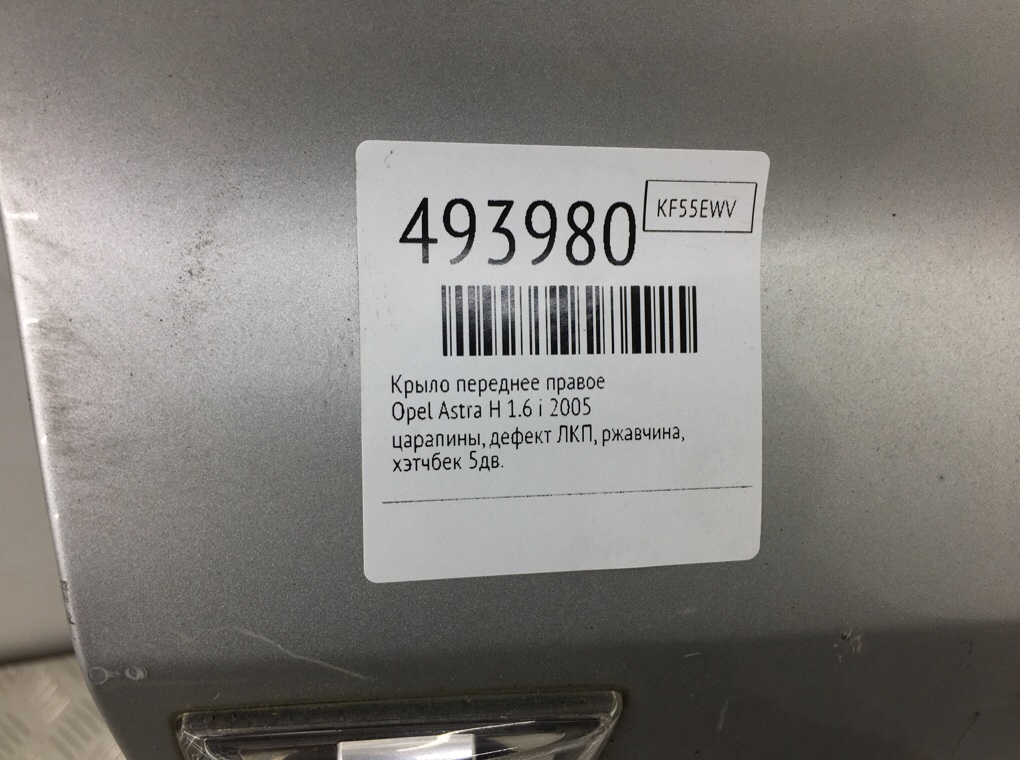 493980
KF55EWV
Крыло переднее правое
Opel Astra H 1.6 i 2005
царапины, дефект ЛКП, ржавчина,
хэтчбек 5дв.